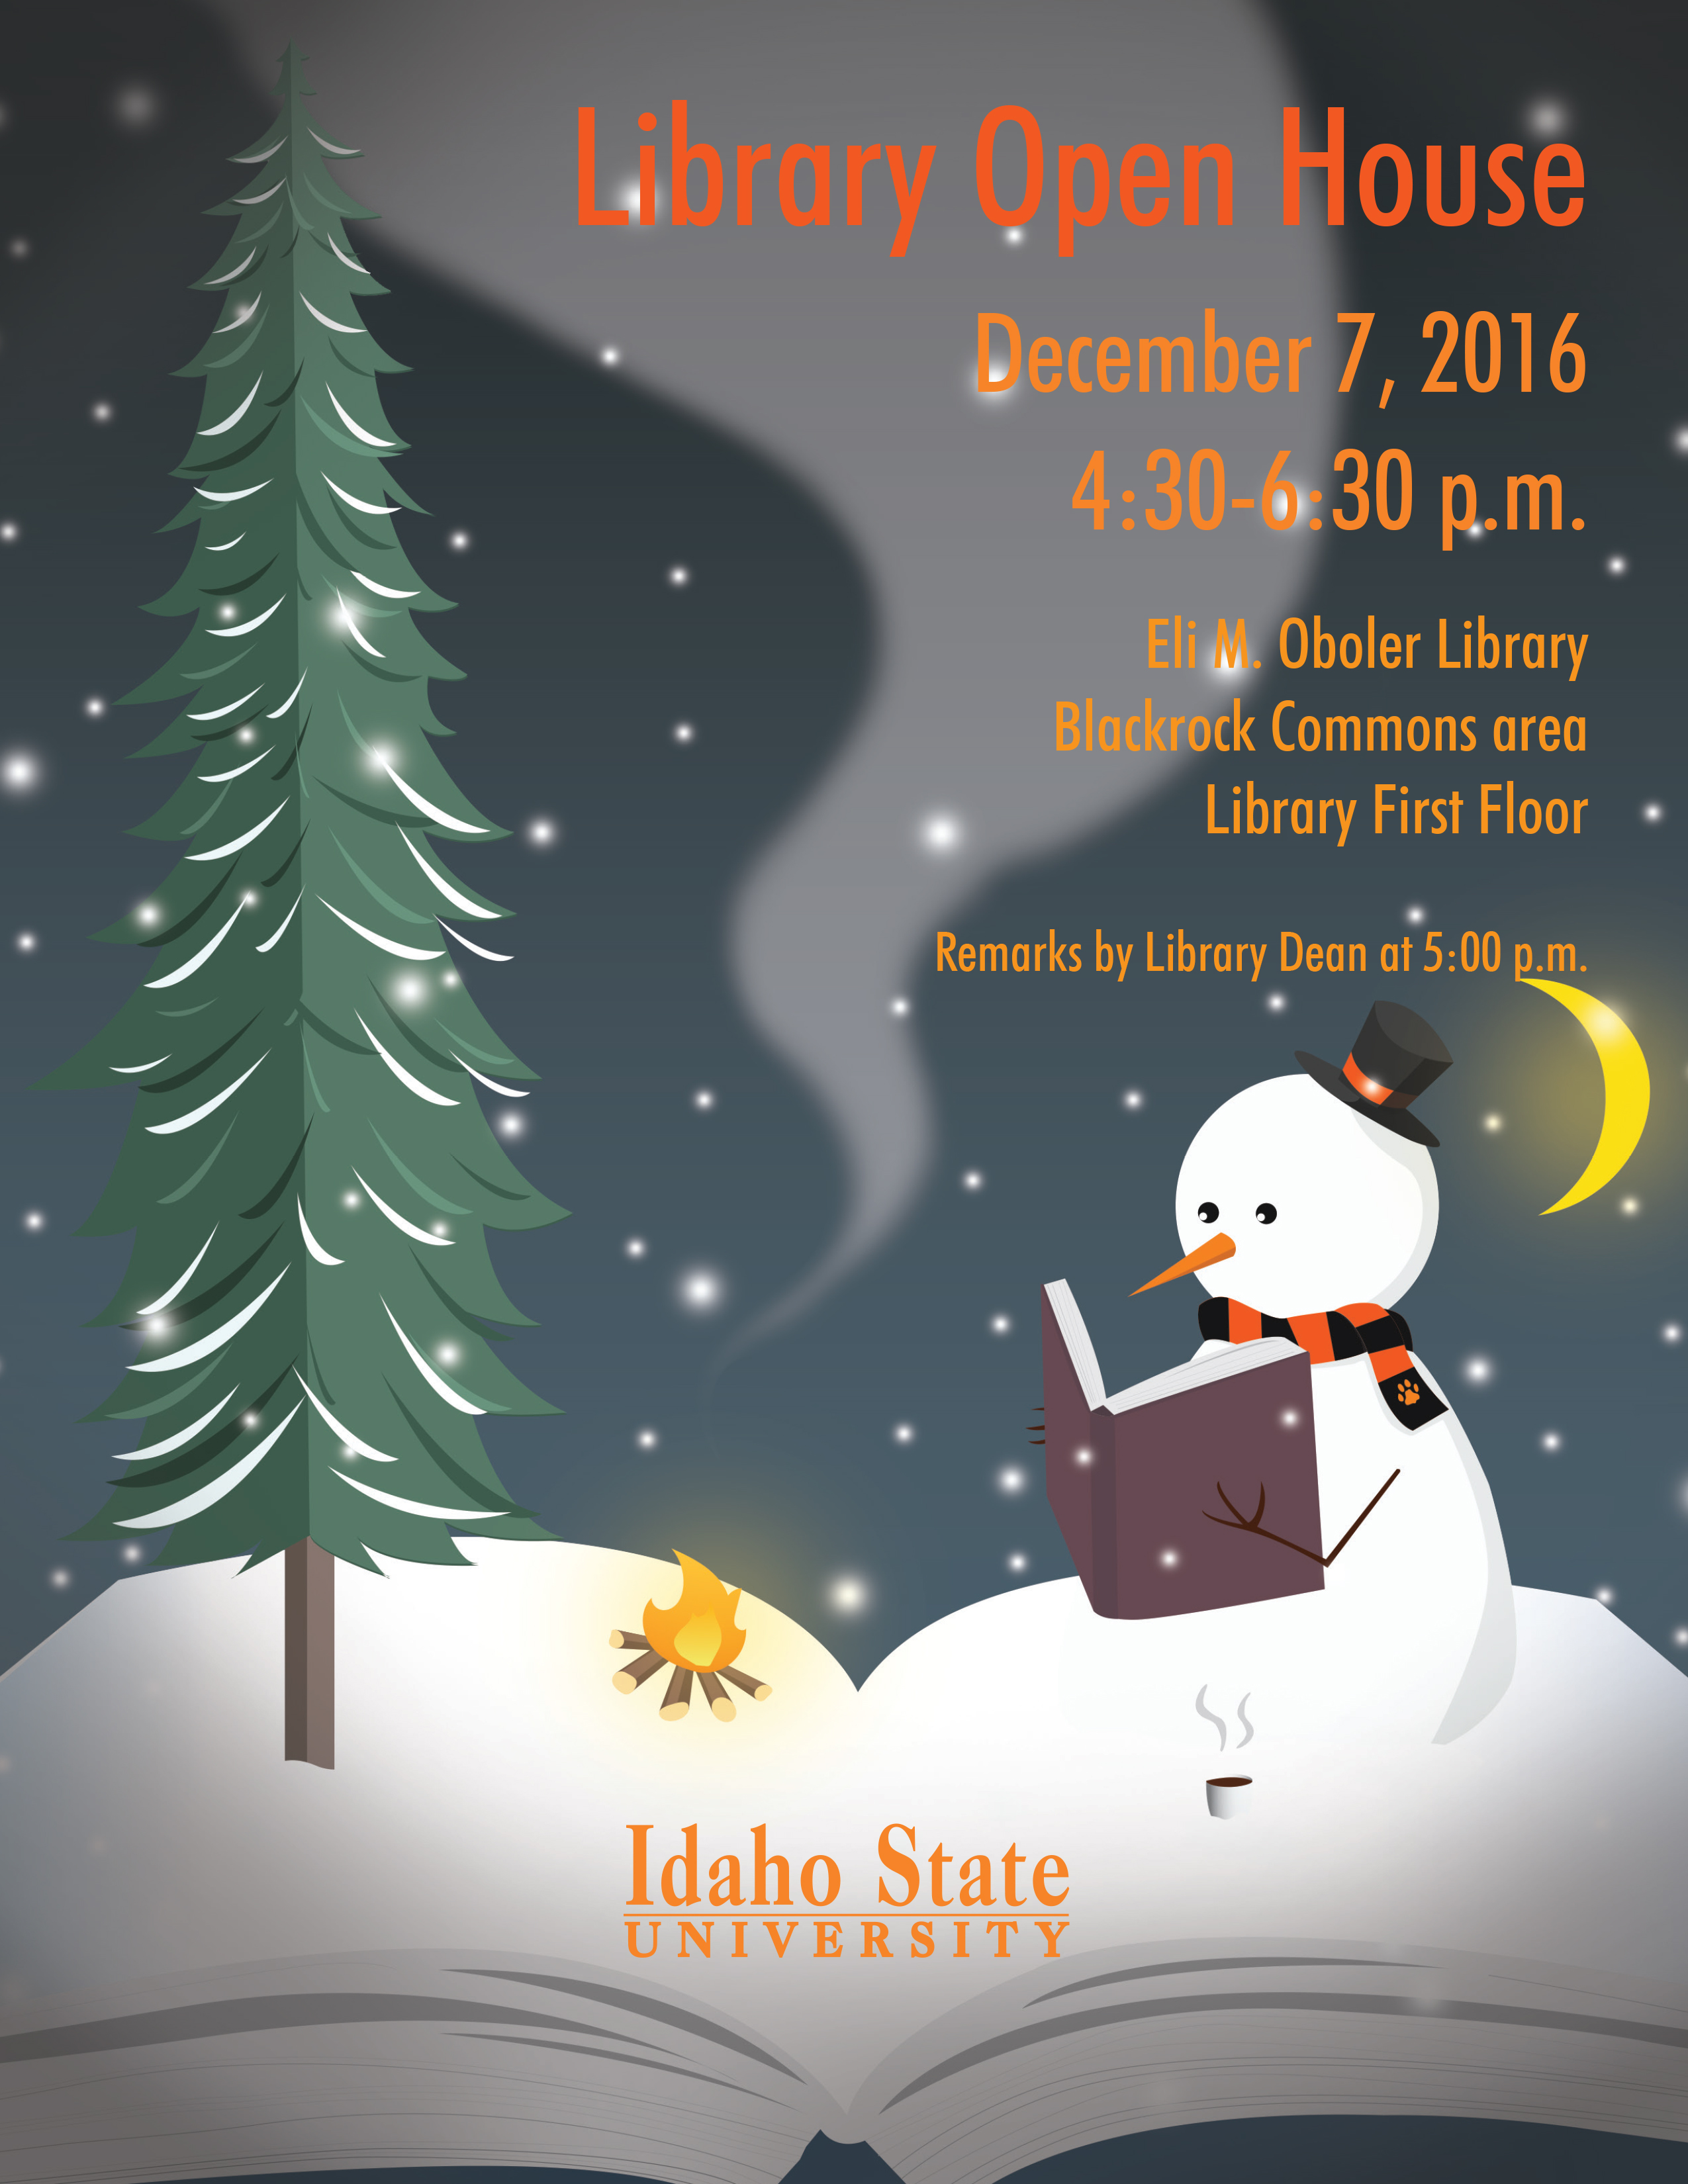 Library Open House
December 7, 2016
4:30-6:30 p.m.
Eli M. Oboler Library
Blackrock Commons area
Library First Floor
Remarks by Library Dean at 5:00 p.m.
Idaho State
UNIVERSITY